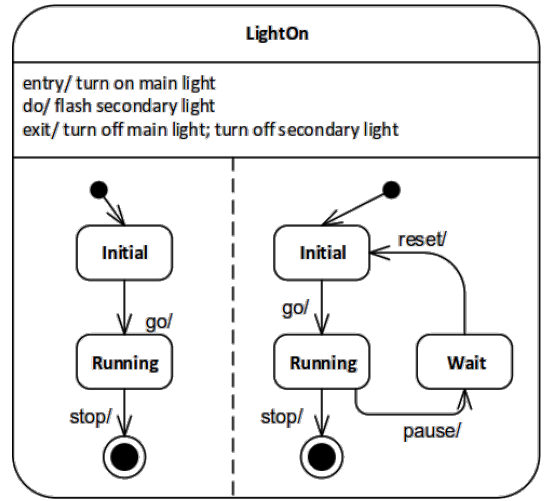 LightOn
entry/ turn on main light
do/ flash secondary light
exit/ turn off main light; turn off secondary light
Initial
go/
Running
stop/
Initial
reset/
go/
Running
Wait
stop/
pause/